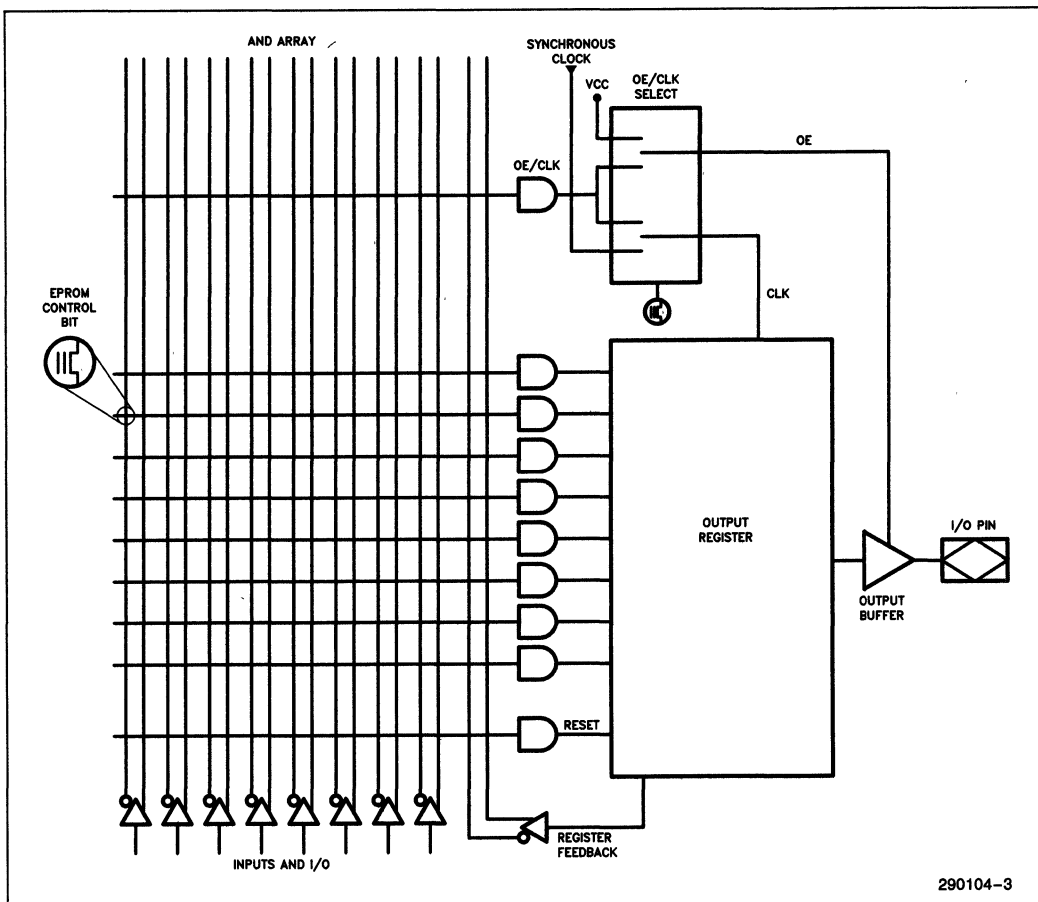 AND ARRAY
SYNCHRONOUS
CLOCK
VCC
OE/CLK
SELECT
OE
OE/CLK
EPROM
CONTROL
BIT
CLK
OUTPUT
REGISTER
I/O PIN
OUTPUT
BUFFER
RESET
REGISTER
FEEDBACK
INPUTS AND I/O
290104-3